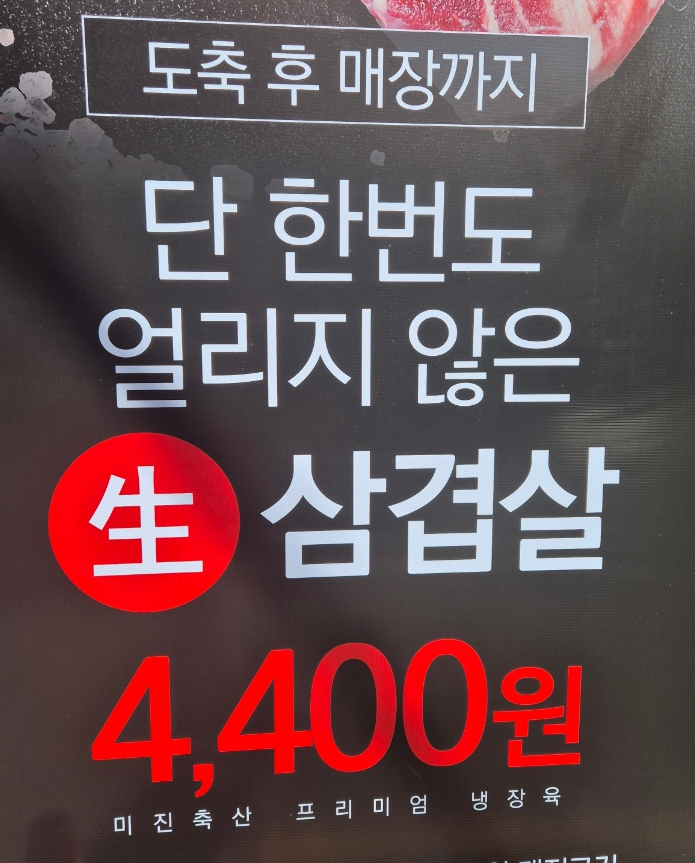 도축 후 매장까지
단 한번도
얼리지 않은
生 삼겹살
4,400원
미진축산 프리미엄 냉장육